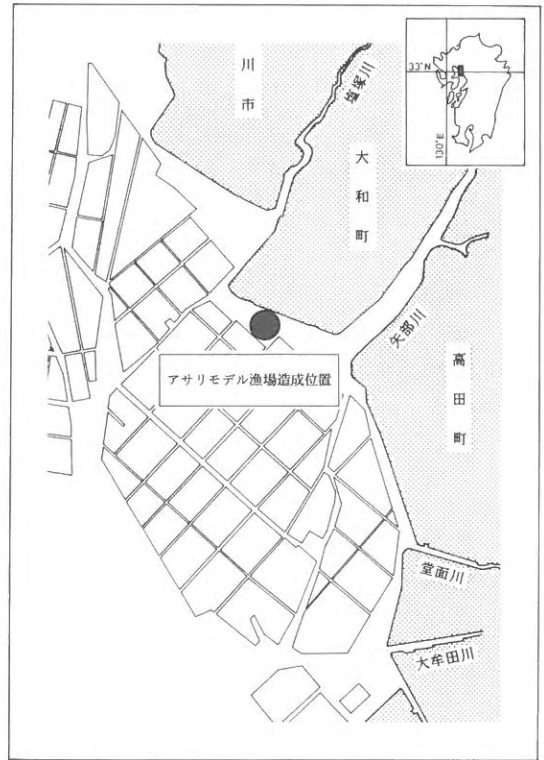 川市
塩塚川
33°N
130°E
大和町
矢部川
アサリモデル漁場造成位置
高田町
堂面川
大牟田川